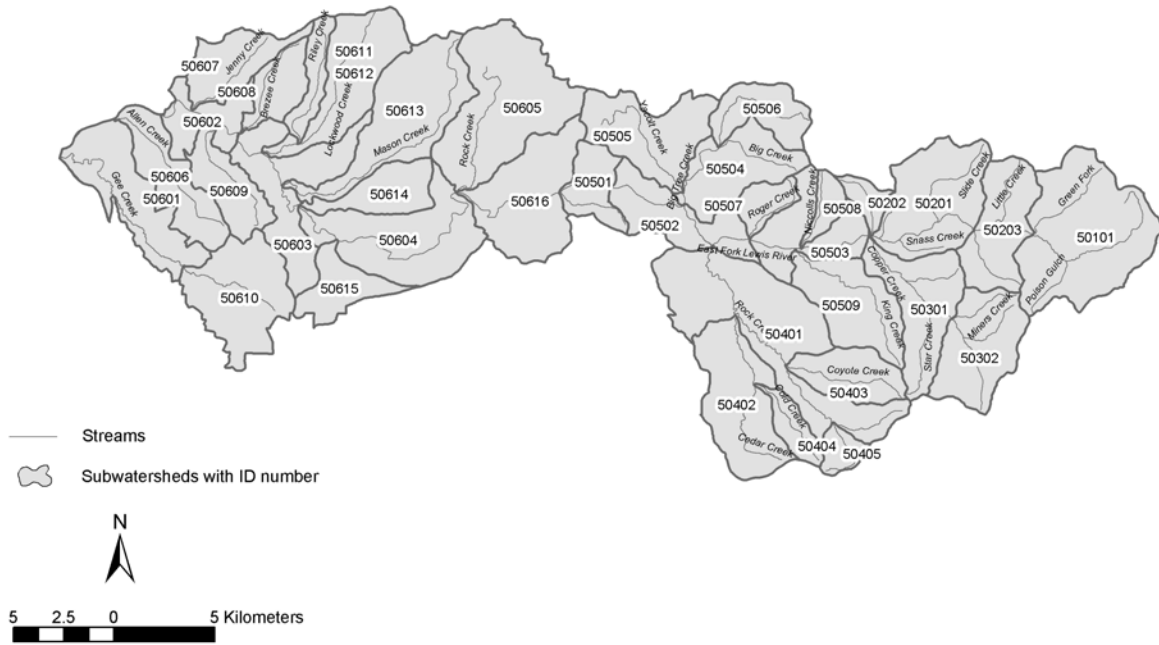 50607
Jenny Creek
50608
Brezee Creek
Riley Creek
50611
50612
Lockwood Creek
50602
Allen Creek
Gee Creek
50606
50601
50609
50613
Mason Creek
50605
Rock Creek
50614
50616
50603
50604
50610
50615
50505
Yacolt Creek
50506
50501
50502
Big Tree Creek
50504
Big Creek
50507
Roger Creek
Niccolls Creek
50508
50202
50201
Slide Creek
Little Creek
Green Fork
50203
50101
Snass Creek
Poison Gulch
East Fork Lewis River
50503
Copper Creek
50509
King Creek
50301
Star Creek
Miners Creek
50302
50401
Coyote Creek
50403
50402
Gold Creek
Cedar Creek
50404
50405
Streams
Subwatersheds with ID number
N
5 2.5 0 5 Kilometers